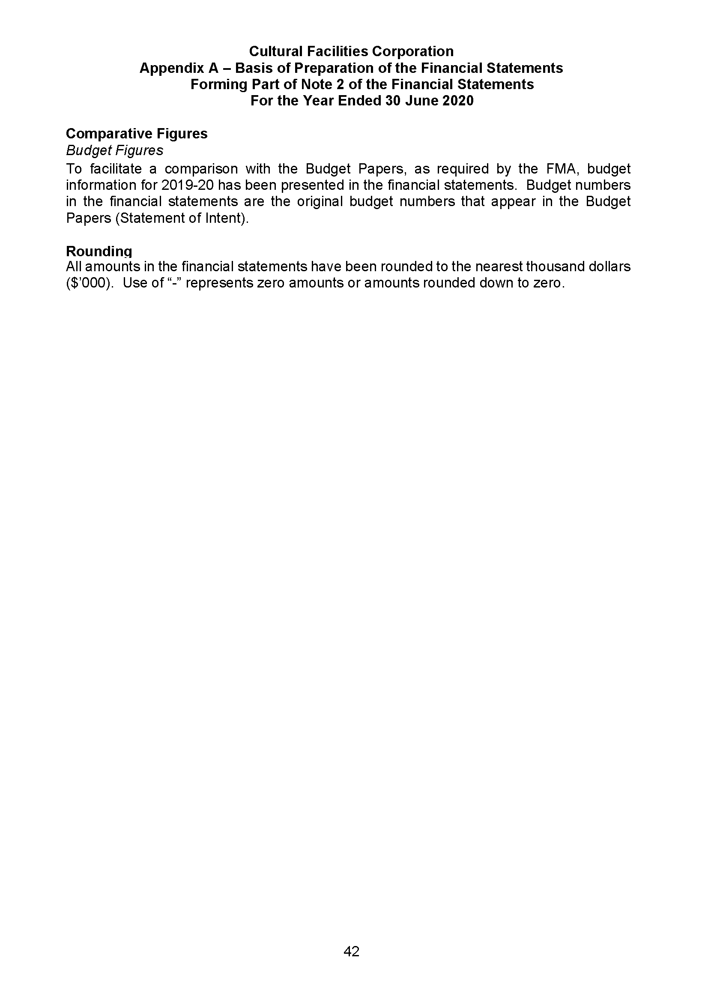 Cultural Facilities Corporation
Appendix A – Basis of Preparation of the Financial Statements
Forming Part of Note 2 of the Financial Statements
For the Year Ended 30 June 2020
Comparative Figures
Budget Figures
To facilitate a comparison with the Budget Papers, as required by the FMA, budget
information for 2019-20 has been presented in the financial statements.  Budget numbers
in the financial statements are the original budget numbers that appear in the Budget
Papers (Statement of Intent).
Rounding
All amounts in the financial statements have been rounded to the nearest thousand dollars
($’000).  Use of “-” represents zero amounts or amounts rounded down to zero.
42